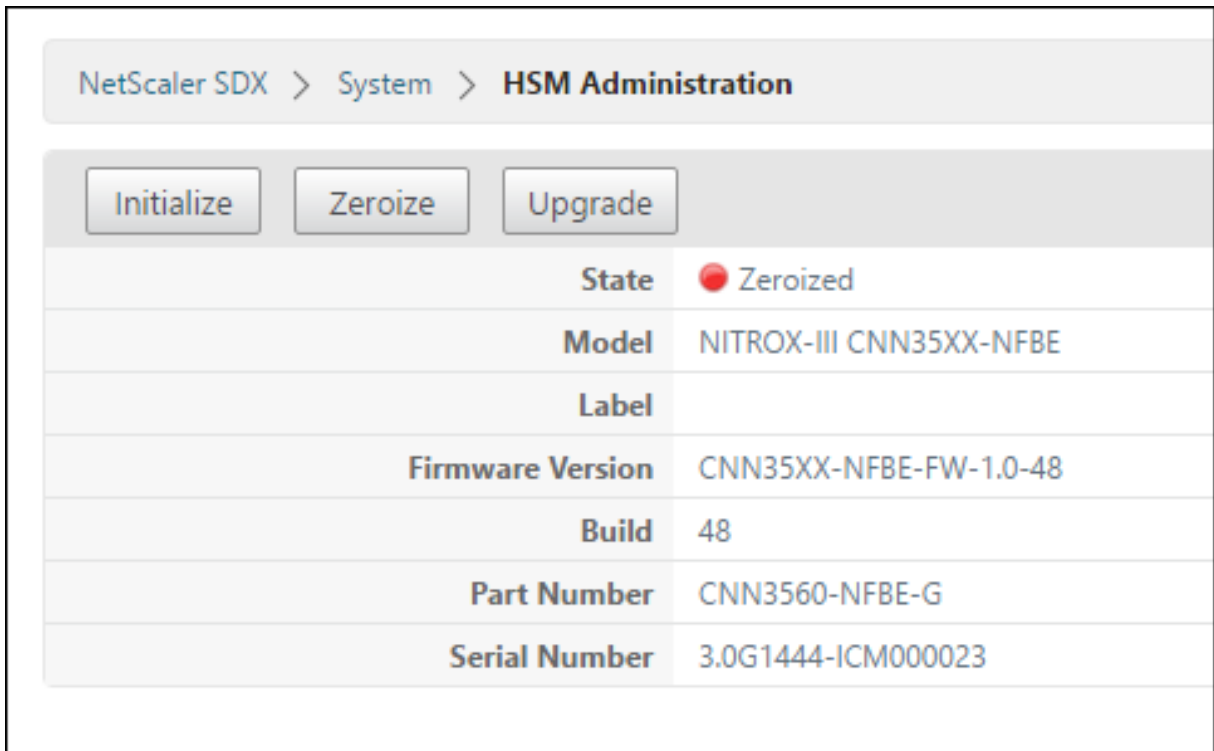 NetScaler SDX > System > HSM Administration
Initialize Zeroize Upgrade
State Zeroized
Model NITROX-III CNN35XX-NFBE
Label
Firmware Version CNN35XX-NFBE-FW-1.0-48
Build 48
Part Number CNN3560-NFBE-G
Serial Number 3.0G1444-ICM000023